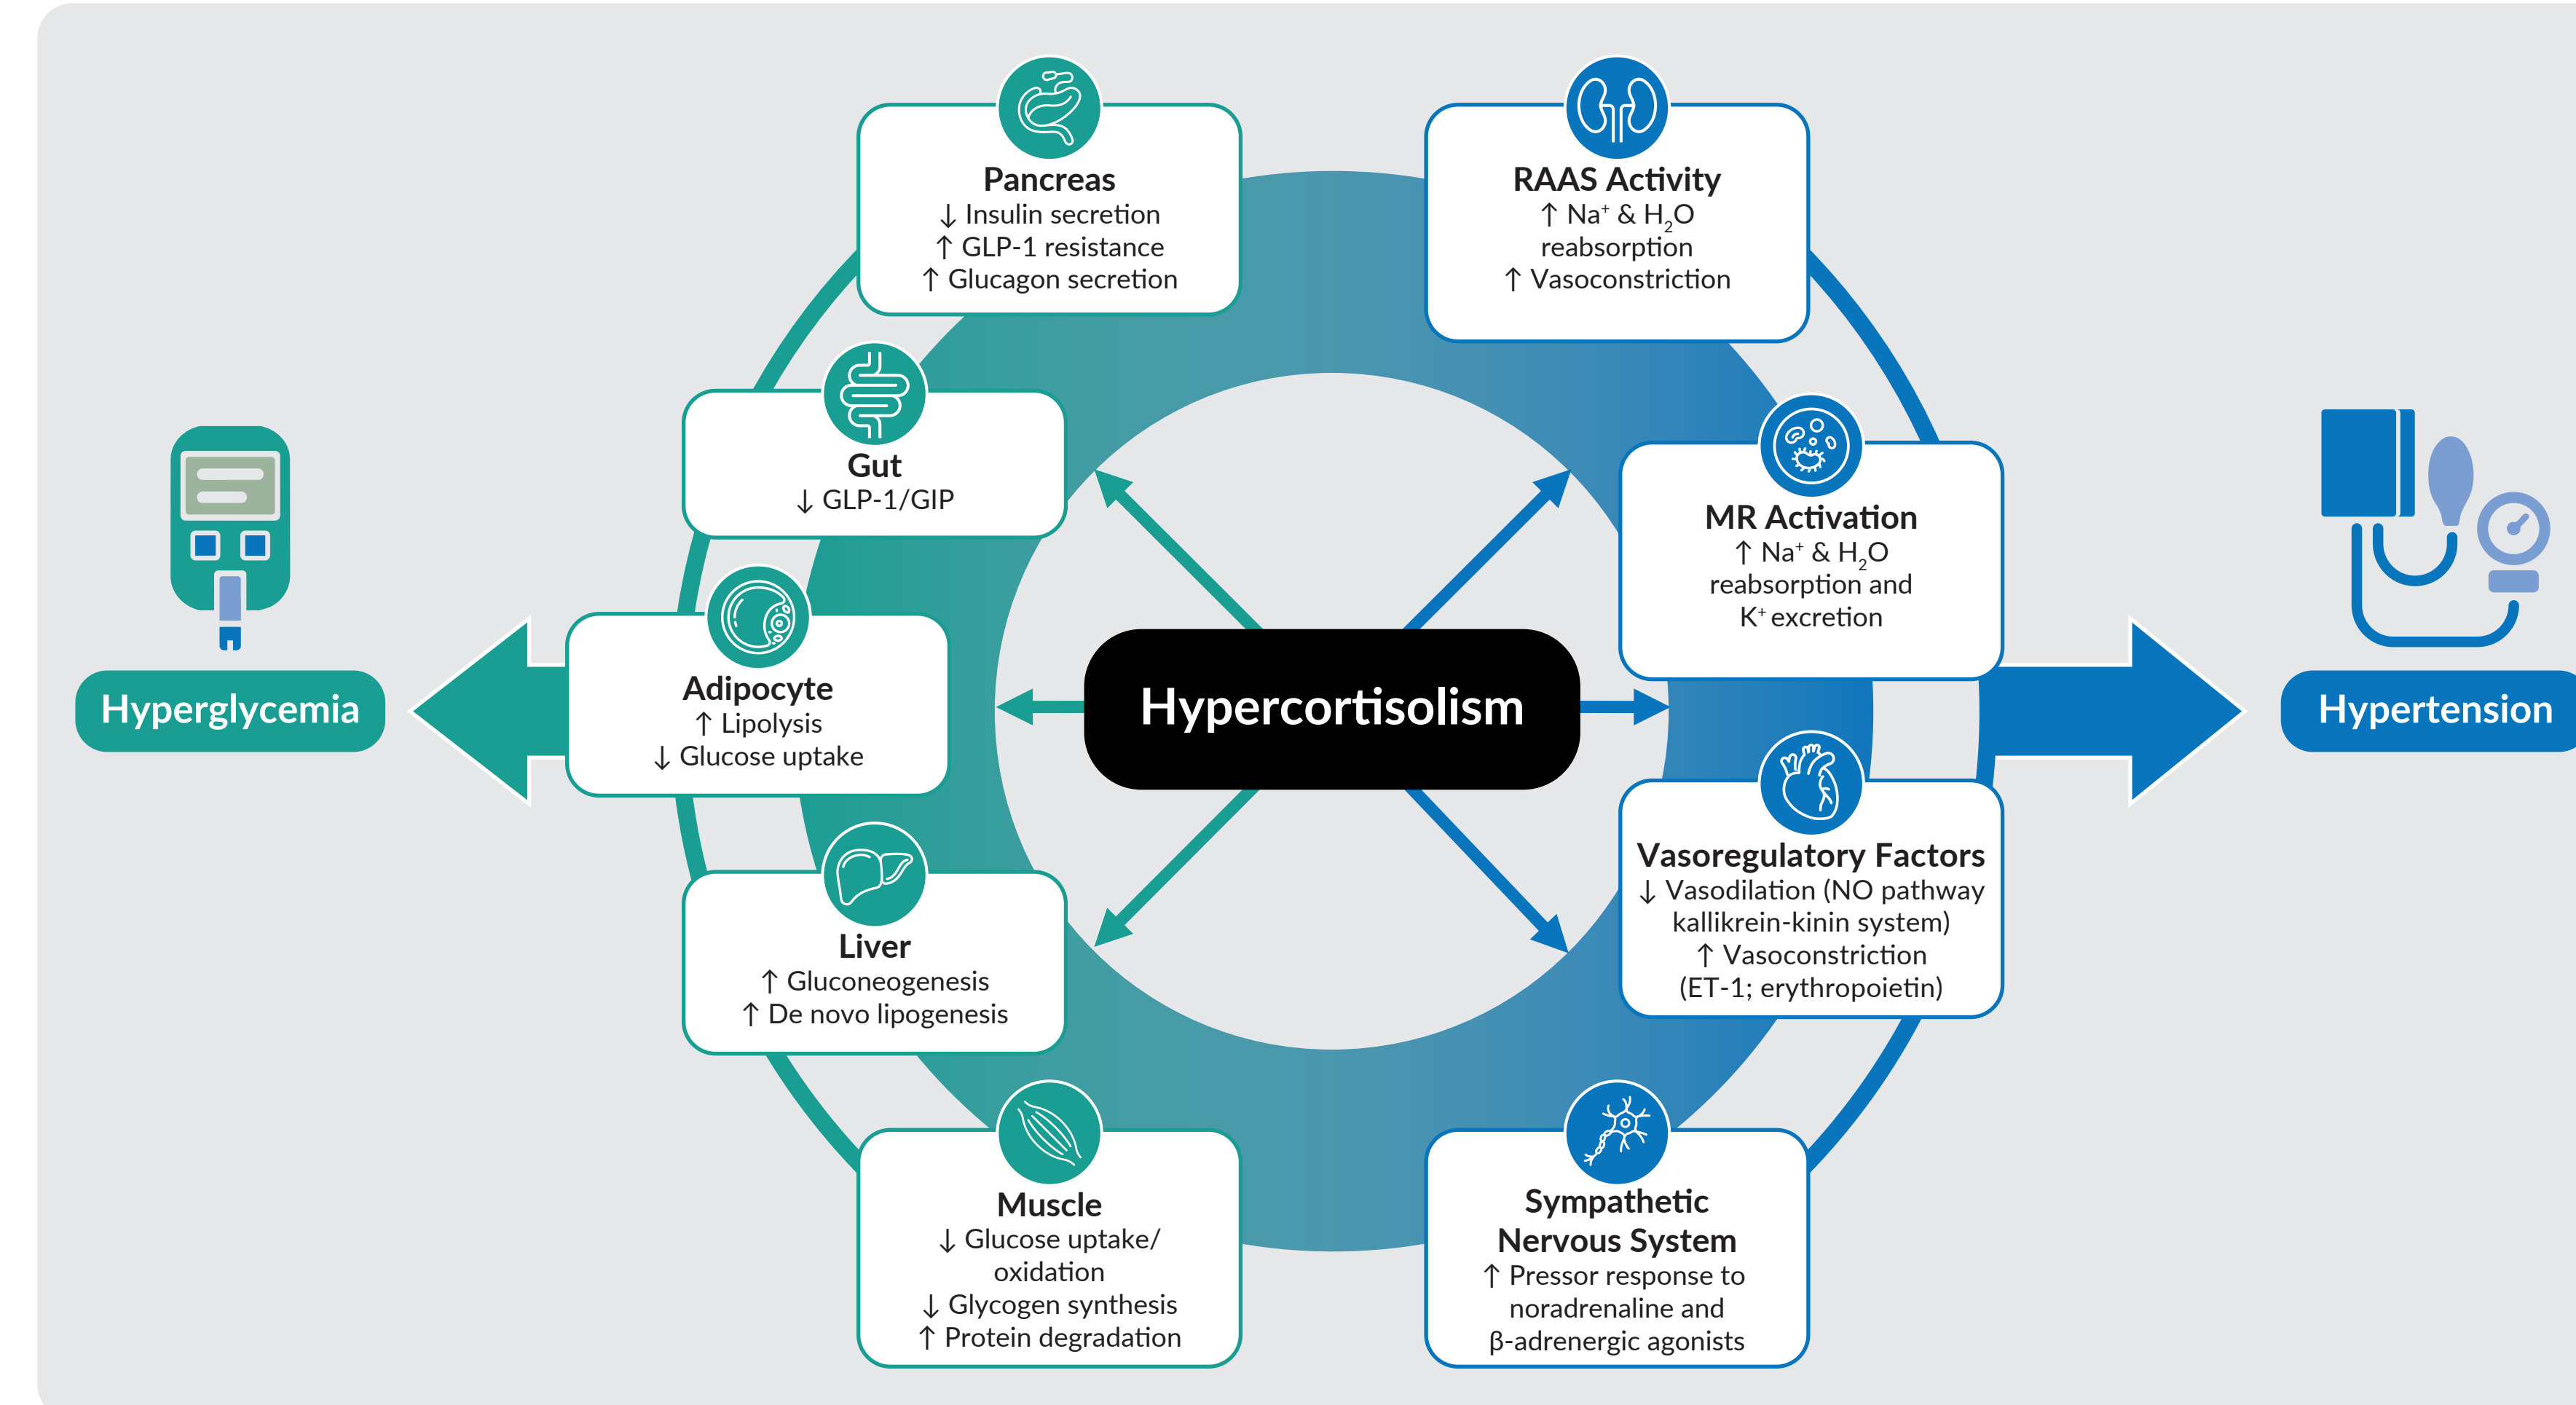 Pancreas
↓ Insulin secretion
↑ GLP-1 resistance
↑ Glucagon secretion
RAAS Activity
↑ Na⁺ & H₂O
reabsorption
↑ Vasoconstriction
Gut
↓ GLP-1/GIP
MR Activation
↑ Na⁺ & H₂O
reabsorption and
K⁺ excretion
Hyperglycemia
Adipocyte
↑ Lipolysis
↓ Glucose uptake
Hypercortisolism
Hypertension
Vasoregulatory Factors
↓ Vasodilation (NO pathway
kallikrein-kinin system)
↑ Vasoconstriction
(ET-1; erythropoietin)
Liver
↑ Gluconeogenesis
↑ De novo lipogenesis
Muscle
↓ Glucose uptake/
oxidation
↓ Glycogen synthesis
↑ Protein degradation
Sympathetic
Nervous System
↑ Pressor response to
noradrenaline and
β-adrenergic agonists